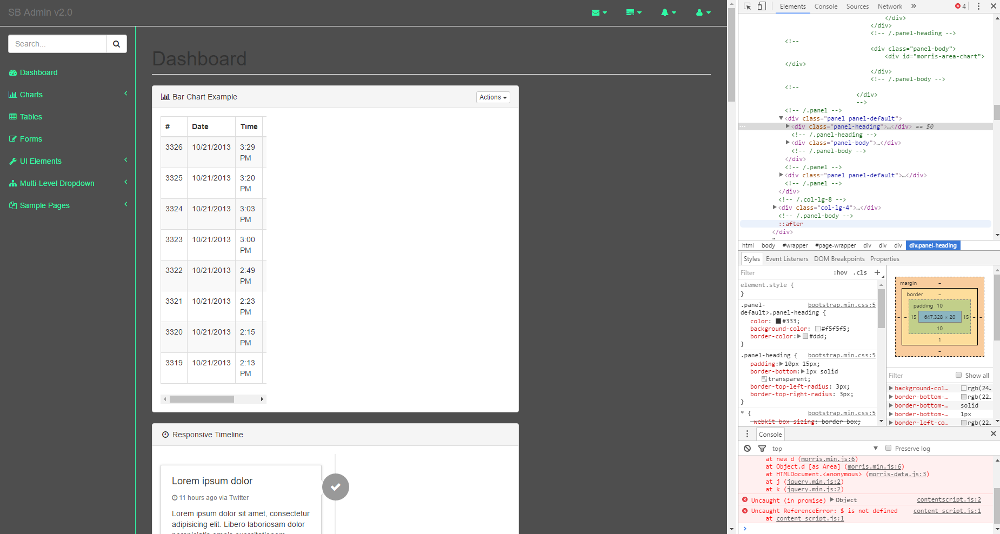 SB Admin v2.0
Search...
Dashboard
Charts
Tables
Forms
UI Elements
Multi-Level Dropdown
Sample Pages
Dashboard
Bar Chart Example
Actions
# Date Time
3326 10/21/2013 3:29 PM
3325 10/21/2013 3:20 PM
3324 10/21/2013 3:03 PM
3323 10/21/2013 3:00 PM
3322 10/21/2013 2:49 PM
3321 10/21/2013 2:23 PM
3320 10/21/2013 2:15 PM
3319 10/21/2013 2:13 PM
Responsive Timeline
Lorem ipsum dolor
11 hours ago via Twitter
Lorem ipsum dolor sit amet, consectetur
adipisicing elit. Libero laboriosam dolor
perspiciatis omnis exercitationem.
Elements Console Sources Network » 4
</div>
</div>
<!-- /.panel-heading -->
<!--
<div class="panel-body">
<div id="morris-area-chart">
</div>
</div>
<!-- /.panel-body -->
<!--
</div>
-->
<!-- /.panel -->
<div class="panel panel-default">
<div class="panel-heading">…</div> == $0
<!-- /.panel-heading -->
<div class="panel-body">…</div>
<!-- /.panel-body -->
</div>
<!-- /.panel -->
<div class="panel panel-default">…</div>
<!-- /.panel -->
</div>
<!-- /.col-lg-8 -->
<div class="col-lg-4">…</div>
<!-- /.panel-body -->
::after
</div>
"
html body #wrapper #page-wrapper div div div div.panel-heading
Styles Event Listeners DOM Breakpoints Properties
Filter :hov .cls +
element.style {
}
.panel- bootstrap.min.css:5
default>.panel-heading {
color: #333;
background-color: #f5f5f5;
border-color: #ddd;
}
.panel-heading { bootstrap.min.css:5
padding: 10px 15px;
border-bottom: 1px solid
transparent;
border-top-left-radius: 3px;
border-top-right-radius: 3px;
}
* { bootstrap.min.css:5
-webkit-box-sizing: border-box;
margin –
border –
padding 10
– – 15 647.328 × 20 15 – –
10
1
–
Filter Show all
background-col… rgb(24…
border-bottom-… rgb(22…
border-bottom-… solid
border-bottom-… 1px
border-left-co… rgb(22…
Console
top Preserve log
at new d (morris.min.js:6)
at Object.d [as Area] (morris.min.js:6)
at HTMLDocument.<anonymous> (morris-data.js:3)
at j (jquery.min.js:2)
at k (jquery.min.js:2)
Uncaught (in promise) Object contentscript.js:2
Uncaught ReferenceError: $ is not defined content script.js:1
at content script.js:1